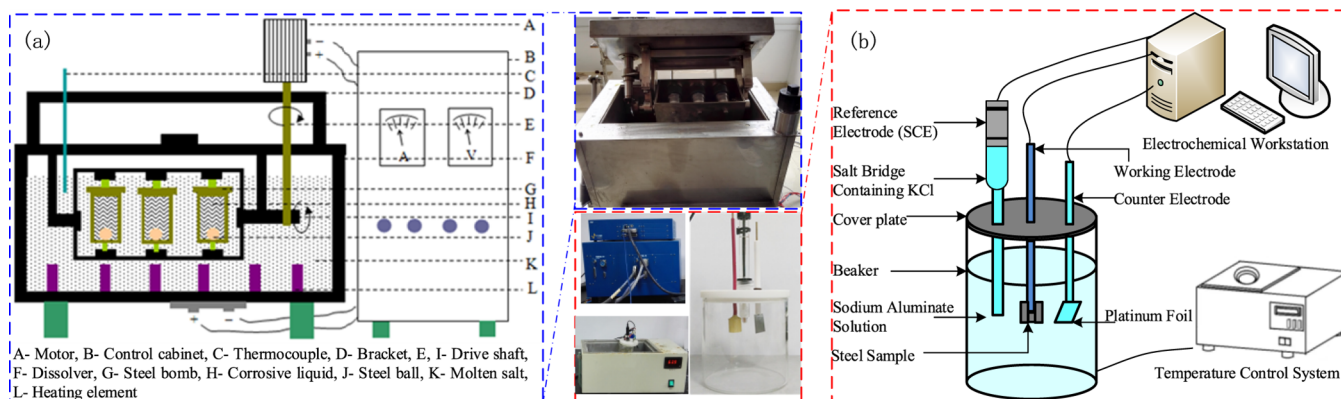 (a)
A
B
C
D
E
F
G
H
I
J
K
L
- +
A
V
- +
A- Motor, B- Control cabinet, C- Thermocouple, D- Bracket, E, I- Drive shaft,
F- Dissolver, G- Steel bomb, H- Corrosive liquid, J- Steel ball, K- Molten salt,
L- Heating element
(b)
Reference
Electrode (SCE)
Salt Bridge
Containing KCl
Cover plate
Beaker
Sodium Aluminate
Solution
Steel Sample
Electrochemical Workstation
Working Electrode
Counter Electrode
Platinum Foil
Temperature Control System